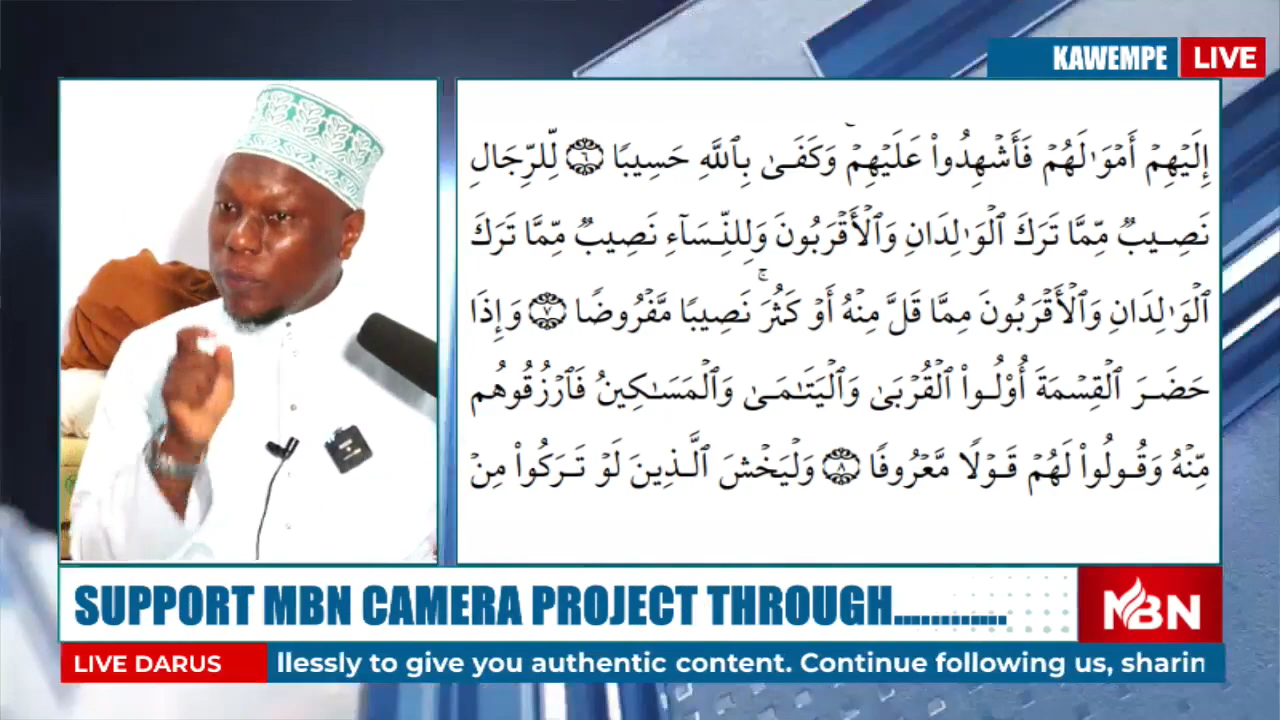 KAWEMPE LIVE
إِلَيْهِمْ أَمْوَٰلَهُمْ فَأَشْهِدُوا۟ عَلَيْهِمْ ۚ وَكَفَىٰ بِٱللَّهِ حَسِيبًا ٦ لِّلرِّجَالِ
نَصِيبٌ مِّمَّا تَرَكَ ٱلْوَٰلِدَانِ وَٱلْأَقْرَبُونَ وَلِلنِّسَآءِ نَصِيبٌ مِّمَّا تَرَكَ
ٱلْوَٰلِدَانِ وَٱلْأَقْرَبُونَ مِمَّا قَلَّ مِنْهُ أَوْ كَثُرَ ۚ نَصِيبًا مَّفْرُوضًا ٧ وَإِذَا
حَضَرَ ٱلْقِسْمَةَ أُو۟لُوا۟ ٱلْقُرْبَىٰ وَٱلْيَتَٰمَىٰ وَٱلْمَسَٰكِينُ فَٱرْزُقُوهُم
مِّنْهُ وَقُولُوا۟ لَهُمْ قَوْلًا مَّعْرُوفًا ٨ وَلْيَخْشَ ٱلَّذِينَ لَوْ تَرَكُوا۟ مِنْ
SUPPORT MBN CAMERA PROJECT THROUGH.............
MBN
LIVE DARUS llessly to give you authentic content. Continue following us, sharin